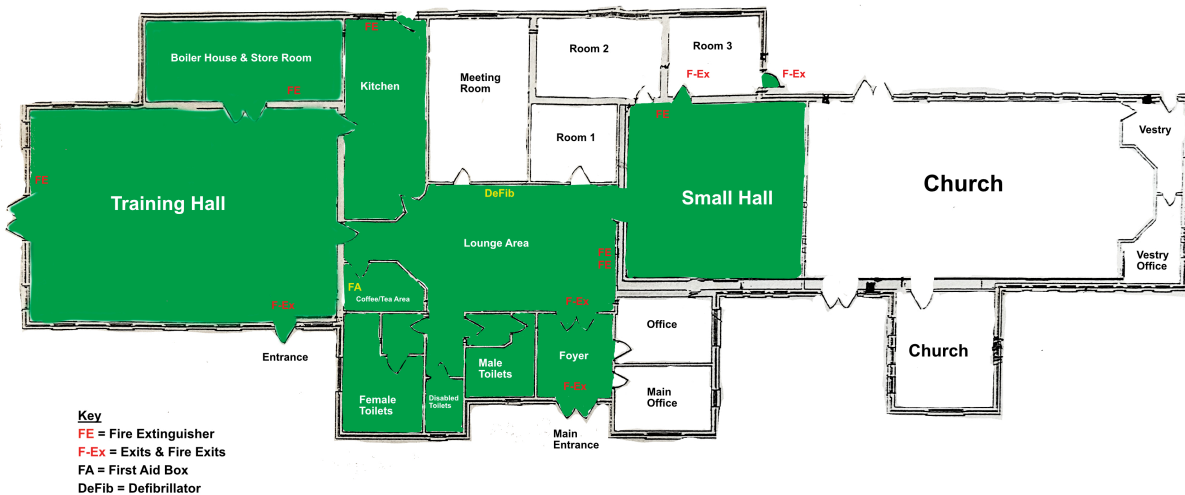 FE
Boiler House & Store Room
FE
Kitchen
Meeting
Room
Room 2
Room 3
F-Ex
F-Ex
Room 1
FE
Vestry
FE
Training Hall
DeFib
Small Hall
Church
Lounge Area
FE
FE
Vestry
Office
FA
Coffee/Tea Area
F-Ex
F-Ex
Entrance
Office
Foyer
Church
Male
Toilets
F-Ex
Female
Toilets
Disabled
Toilets
Main
Office
Main
Entrance
Key
FE = Fire Extinguisher
F-Ex = Exits & Fire Exits
FA = First Aid Box
DeFib = Defibrillator